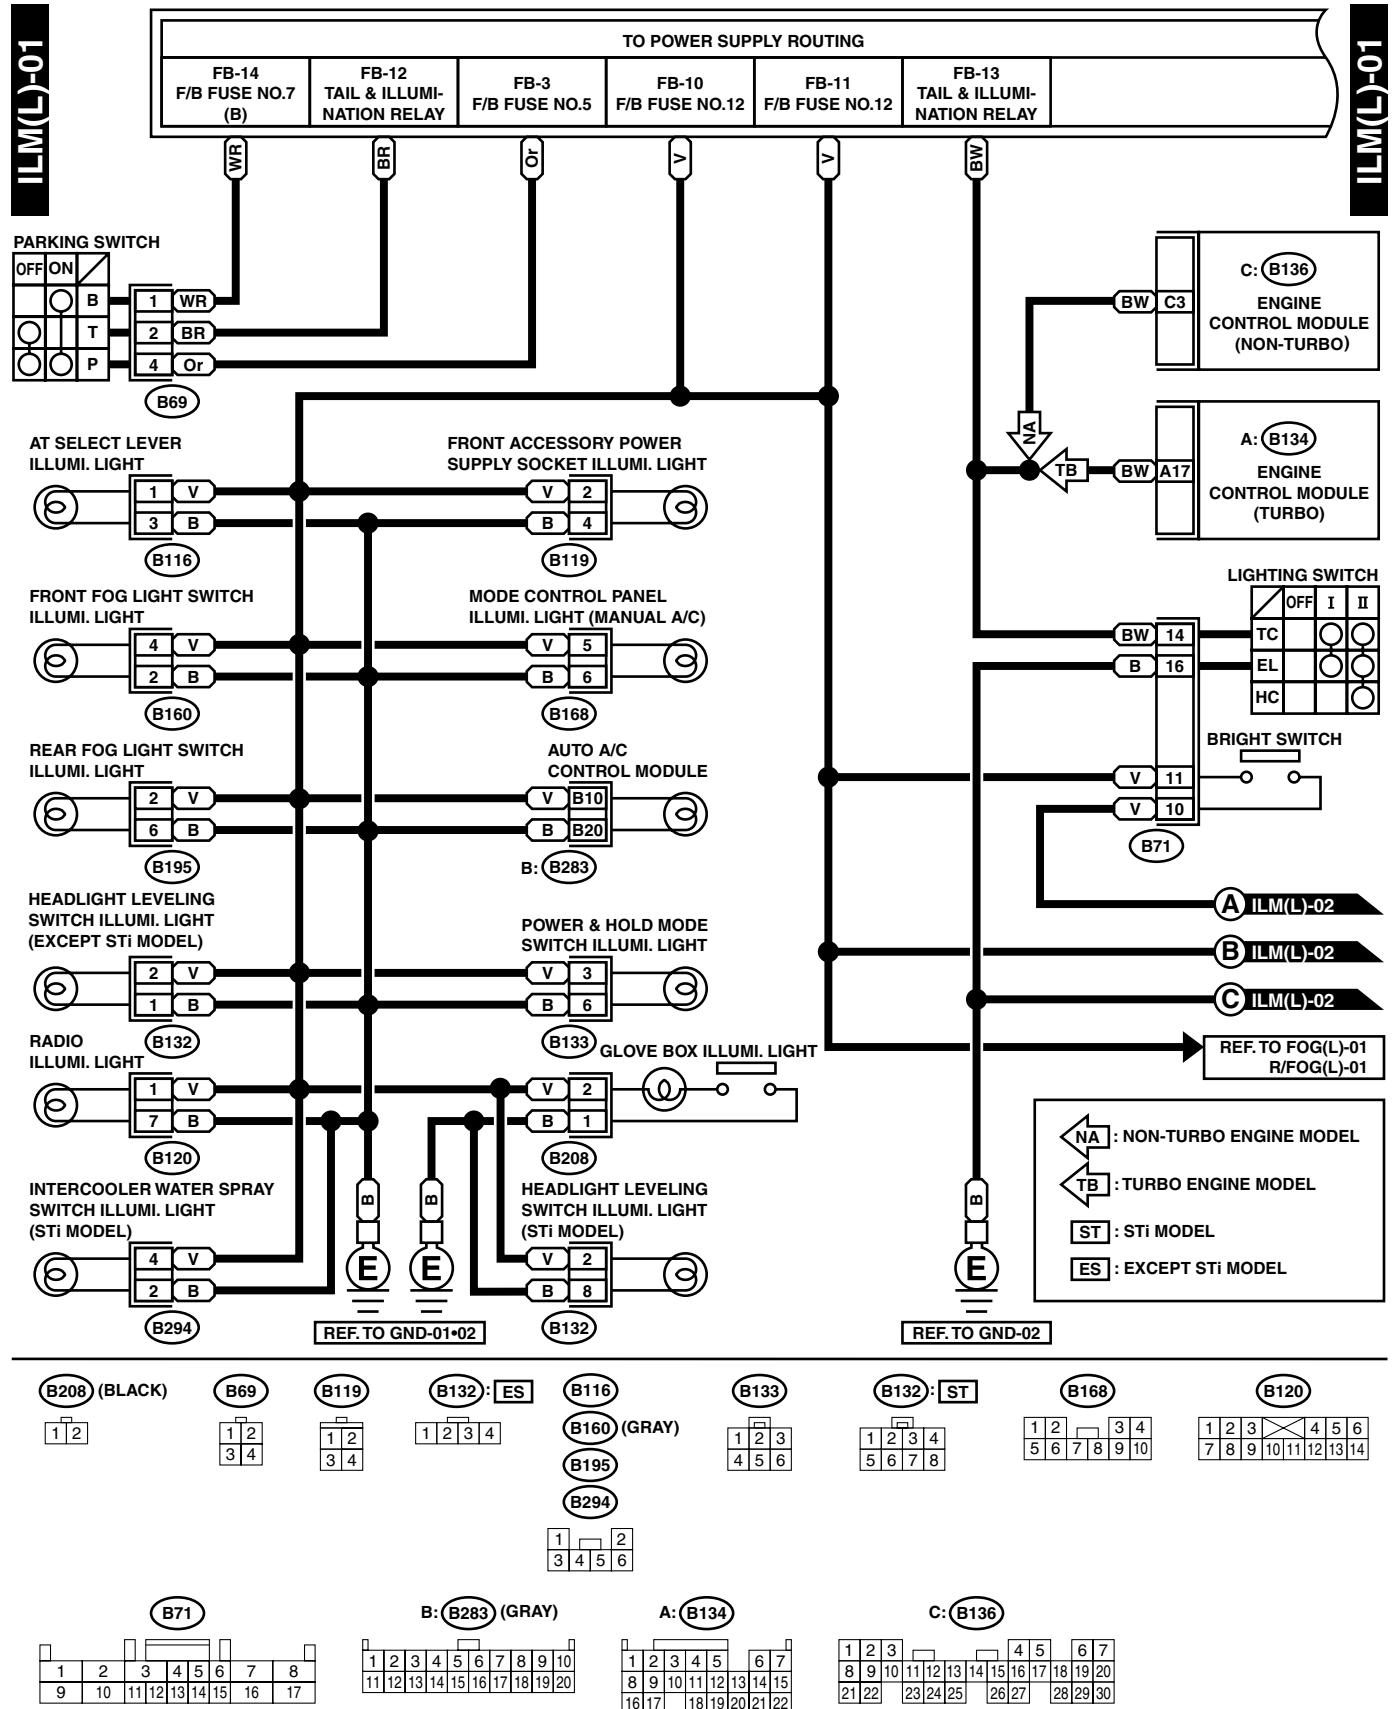 ILM(L)-01
ILM(L)-01
TO POWER SUPPLY ROUTING
FB-14
F/B FUSE NO.7
(B)
FB-12
TAIL & ILLUMI-
NATION RELAY
FB-3
F/B FUSE NO.5
FB-10
F/B FUSE NO.12
FB-11
F/B FUSE NO.12
FB-13
TAIL & ILLUMI-
NATION RELAY
WR BR Or V V BW
PARKING SWITCH
OFF ON
B 1 WR
T 2 BR
P 4 Or
B69
C: B136
ENGINE
CONTROL MODULE
(NON-TURBO)
BW C3
NA
A: B134
ENGINE
CONTROL MODULE
(TURBO)
TB BW A17
AT SELECT LEVER
ILLUMI. LIGHT
1 V
3 B
B116
FRONT ACCESSORY POWER
SUPPLY SOCKET ILLUMI. LIGHT
V 2
B 4
B119
FRONT FOG LIGHT SWITCH
ILLUMI. LIGHT
4 V
2 B
B160
MODE CONTROL PANEL
ILLUMI. LIGHT (MANUAL A/C)
V 5
B 6
B168
LIGHTING SWITCH
OFF I II
BW 14 TC
B 16 EL
HC
BRIGHT SWITCH
V 11
V 10
B71
REAR FOG LIGHT SWITCH
ILLUMI. LIGHT
2 V
6 B
B195
AUTO A/C
CONTROL MODULE
V B10
B B20
B: B283
HEADLIGHT LEVELING
SWITCH ILLUMI. LIGHT
(EXCEPT STi MODEL)
2 V
1 B
B132
POWER & HOLD MODE
SWITCH ILLUMI. LIGHT
V 3
B 6
B133
A ILM(L)-02
B ILM(L)-02
C ILM(L)-02
REF. TO FOG(L)-01
R/FOG(L)-01
RADIO
ILLUMI. LIGHT
1 V
7 B
B120
GLOVE BOX ILLUMI. LIGHT
V 2
B 1
B208
INTERCOOLER WATER SPRAY
SWITCH ILLUMI. LIGHT
(STi MODEL)
4 V
2 B
B294
HEADLIGHT LEVELING
SWITCH ILLUMI. LIGHT
(STi MODEL)
V 2
B 8
B132
B B B
E E E
REF. TO GND-01•02
REF. TO GND-02
NA : NON-TURBO ENGINE MODEL
TB : TURBO ENGINE MODEL
ST : STi MODEL
ES : EXCEPT STi MODEL
B208 (BLACK)
1 2
B69
1 2
3 4
B119
1 2
3 4
B132 : ES
1 2 3 4
B116
B160 (GRAY)
B195
B294
1 2
3 4 5 6
B133
1 2 3
4 5 6
B132 : ST
1 2 3 4
5 6 7 8
B168
1 2 3 4
5 6 7 8 9 10
B120
1 2 3 4 5 6
7 8 9 10 11 12 13 14
B71
1 2 3 4 5 6 7 8
9 10 11 12 13 14 15 16 17
B: B283 (GRAY)
1 2 3 4 5 6 7 8 9 10
11 12 13 14 15 16 17 18 19 20
A: B134
1 2 3 4 5 6 7
8 9 10 11 12 13 14 15
16 17 18 19 20 21 22
C: B136
1 2 3 4 5 6 7
8 9 10 11 12 13 14 15 16 17 18 19 20
21 22 23 24 25 26 27 28 29 30